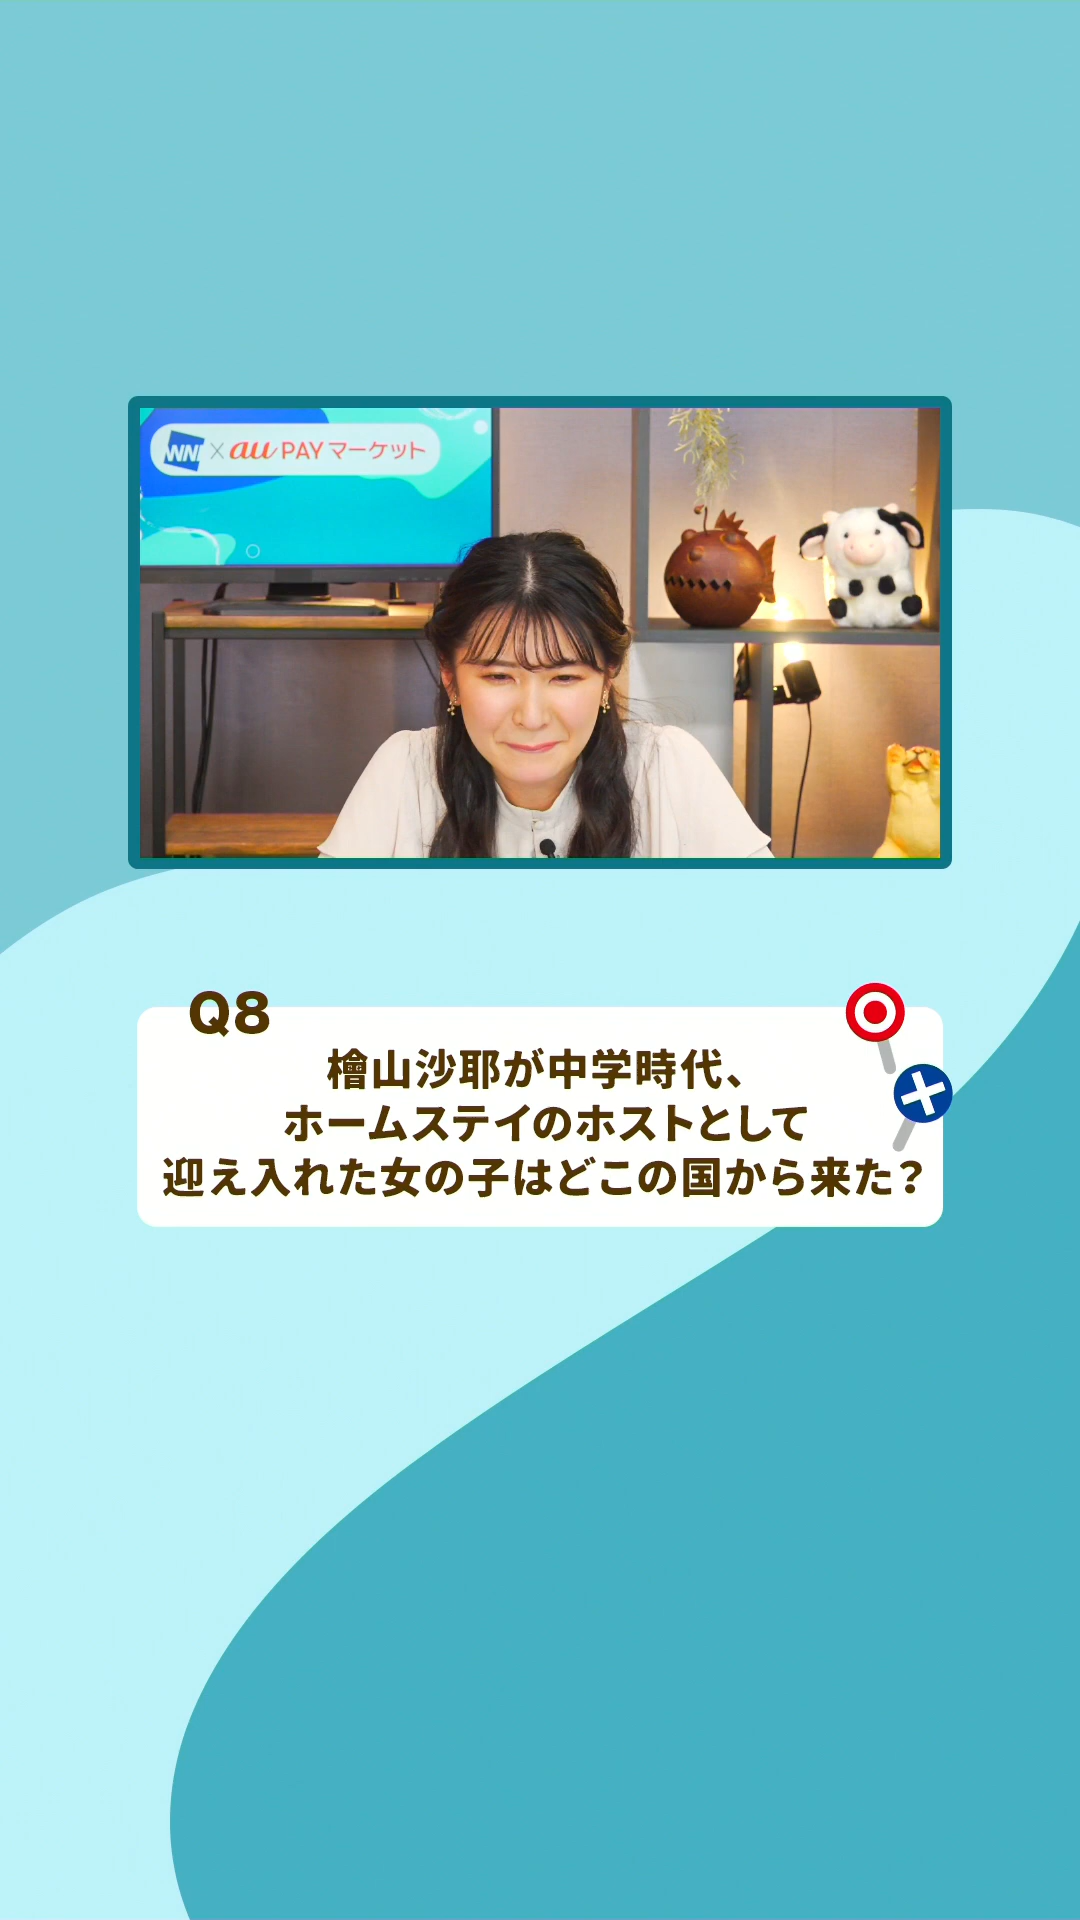 WNI × au PAY マーケット
Q8
檜山沙耶が中学時代、
ホームステイのホストとして
迎え入れた女の子はどこの国から来た？